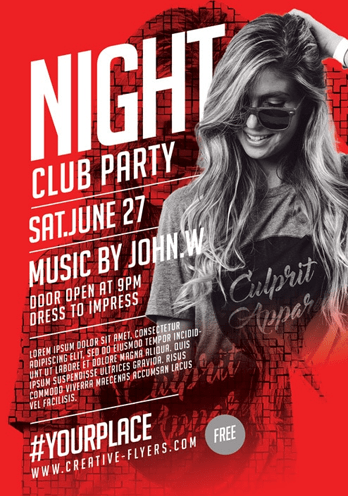 NIGHT
CLUB PARTY
SAT.JUNE 27
MUSIC BY JOHN.W
DOOR OPEN AT 9PM
DRESS TO IMPRESS
LOREM IPSUM DOLOR SIT AMET, CONSECTETUR
ADIPISCING ELIT, SED DO EIUSMOD TEMPOR INCIDID-
UNT UT LABORE ET DOLORE MAGNA ALIQUA. QUIS
IPSUM SUSPENDISSE ULTRICES GRAVIDA. RISUS
COMMODO VIVERRA MAECENAS ACCUMSAN LACUS
VEL FACILISIS.
#YOURPLACE
WWW.CREATIVE-FLYERS.COM
FREE
Culprit
Appar